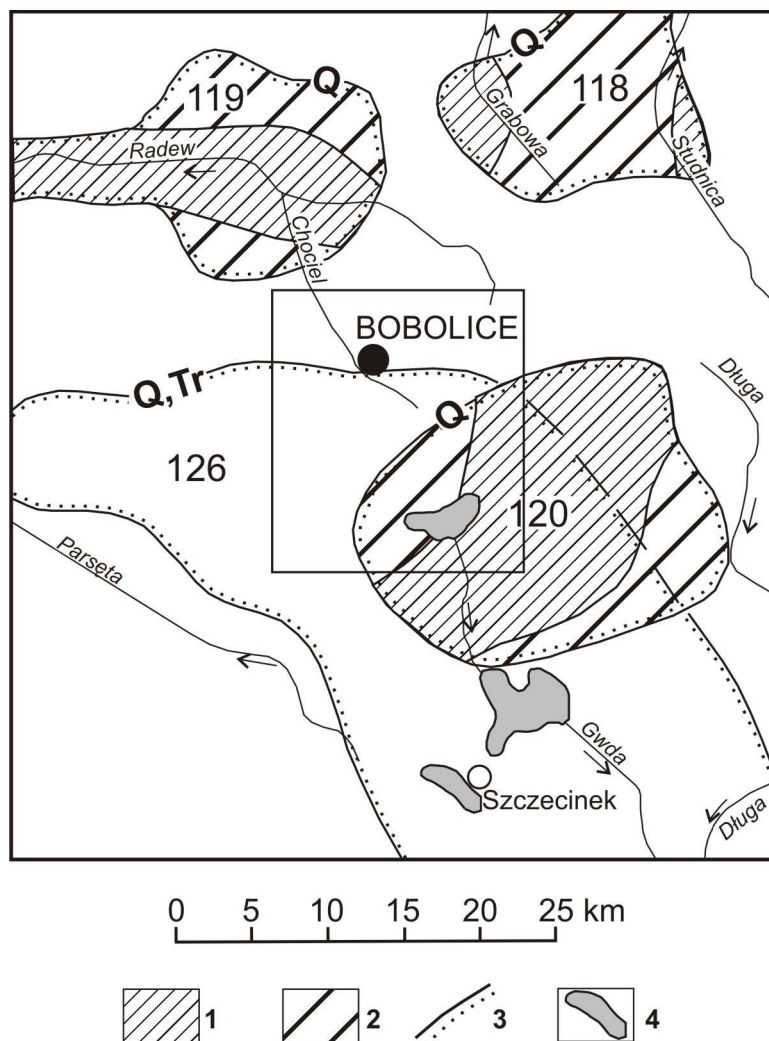 Q
119
Q
118
Radew
Grabowa
Studnica
Chociel
BOBOLICE
Q,Tr
Q
Długa
126
120
Parsęta
Gwda
Szczecinek
Długa
0 5 10 15 20 25 km
1 2 3 4